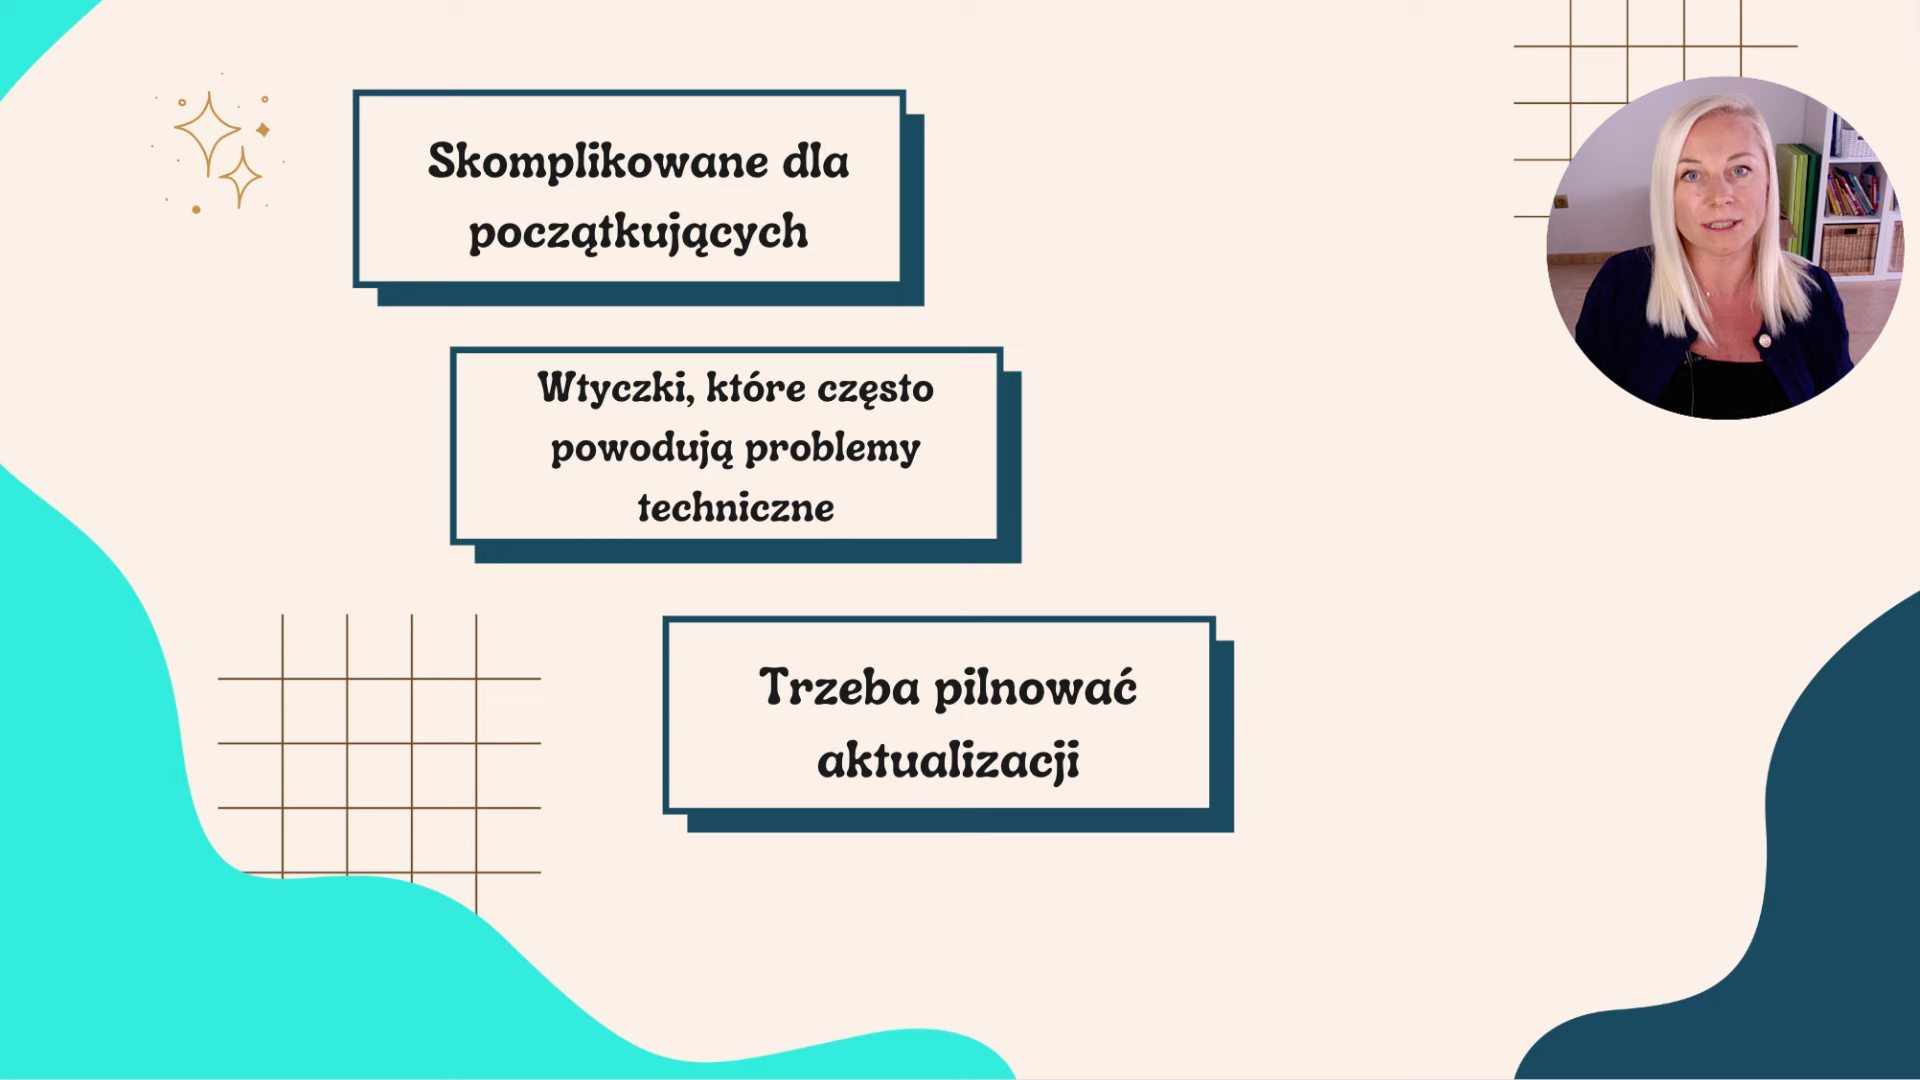 Skomplikowane dla
początkujących
Wtyczki, które często
powodują problemy
techniczne
Trzeba pilnować
aktualizacji